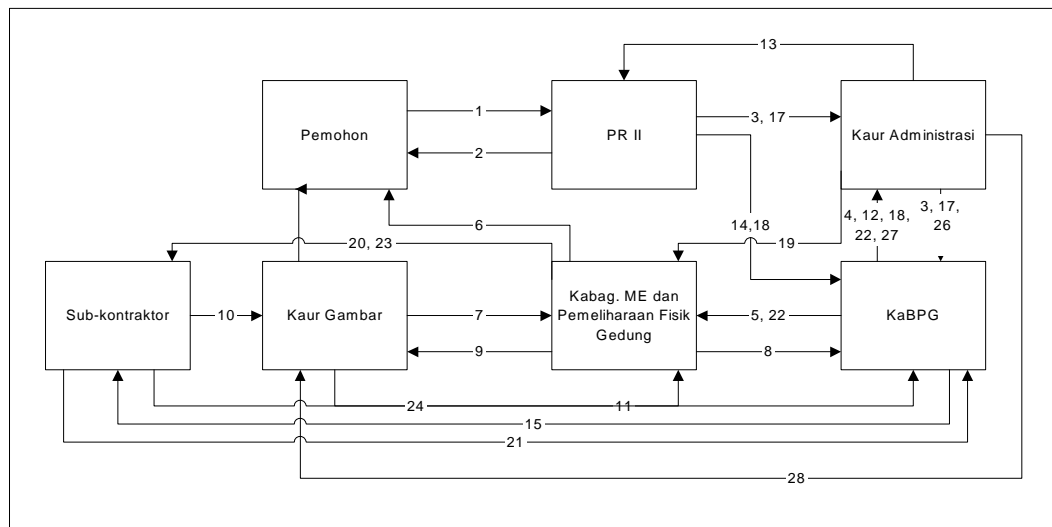 13
Pemohon
1
2
PR II
3, 17
Kaur Administrasi
6
14,18
4, 12, 18,
22, 27
3, 17,
26
20, 23
19
Sub-kontraktor
10
Kaur Gambar
7
9
Kabag. ME dan
Pemeliharaan Fisik
Gedung
5, 22
8
KaBPG
24
11
15
21
28